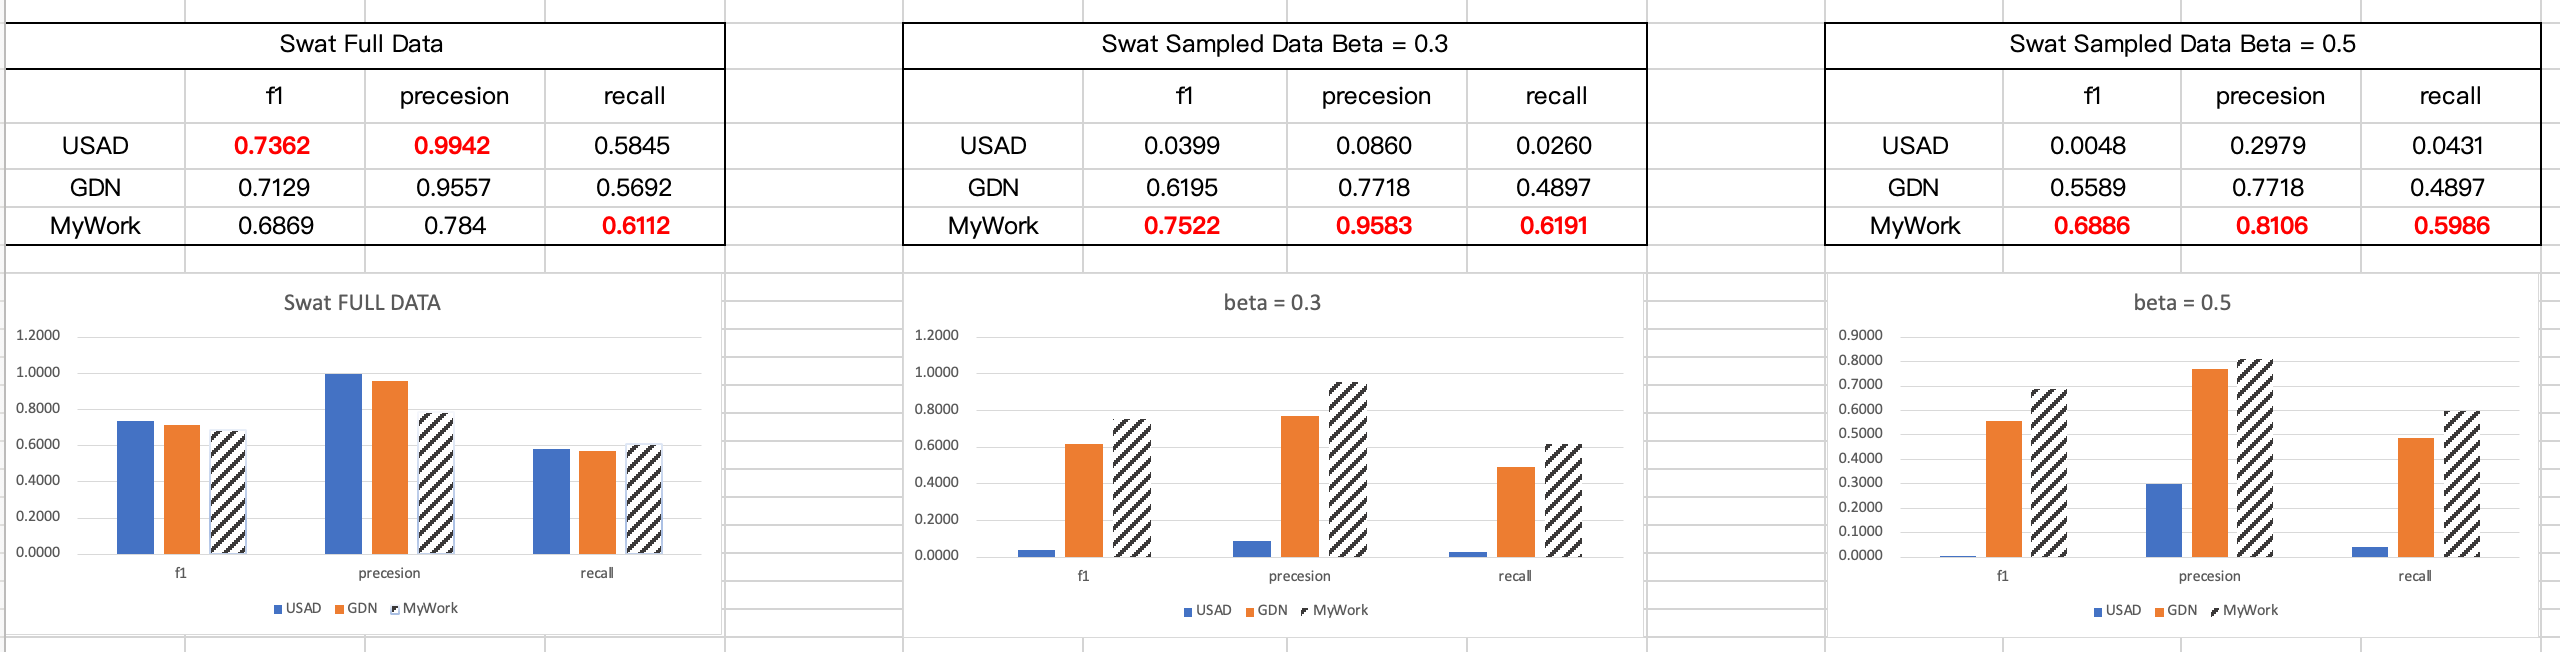 Swat Full Data
f1 precesion recall
USAD 0.7362 0.9942 0.5845
GDN 0.7129 0.9557 0.5692
MyWork 0.6869 0.784 0.6112
Swat Sampled Data Beta = 0.3
f1 precesion recall
USAD 0.0399 0.0860 0.0260
GDN 0.6195 0.7718 0.4897
MyWork 0.7522 0.9583 0.6191
Swat Sampled Data Beta = 0.5
f1 precesion recall
USAD 0.0048 0.2979 0.0431
GDN 0.5589 0.7718 0.4897
MyWork 0.6886 0.8106 0.5986
Swat FULL DATA
1.2000
1.0000
0.8000
0.6000
0.4000
0.2000
0.0000
f1 precesion recall
USAD GDN MyWork
beta = 0.3
1.2000
1.0000
0.8000
0.6000
0.4000
0.2000
0.0000
f1 precesion recall
USAD GDN MyWork
beta = 0.5
0.9000
0.8000
0.7000
0.6000
0.5000
0.4000
0.3000
0.2000
0.1000
0.0000
f1 precesion recall
USAD GDN MyWork